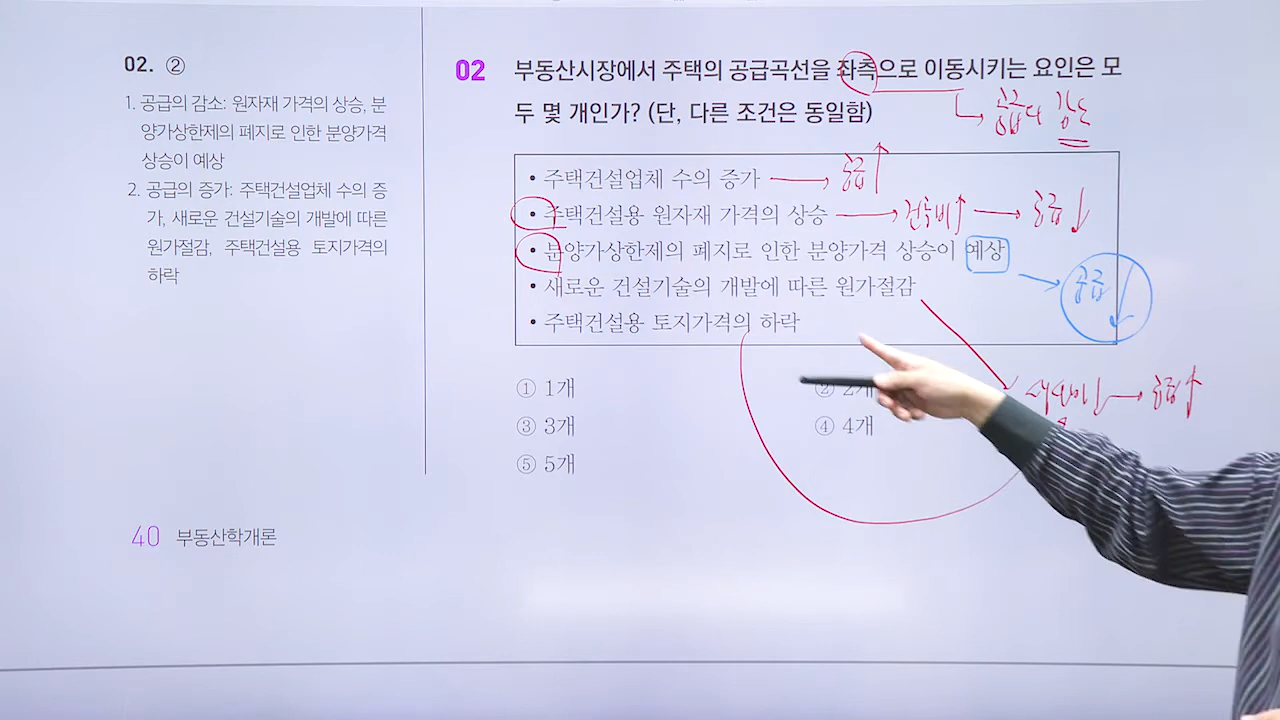 02. ②
1. 공급의 감소: 원자재 가격의 상승, 분
양가상한제의 폐지로 인한 분양가격
상승이 예상
2. 공급의 증가: 주택건설업체 수의 증
가, 새로운 건설기술의 개발에 따른
원가절감, 주택건설용 토지가격의
하락
02 부동산시장에서 주택의 공급곡선을 좌측으로 이동시키는 요인은 모
두 몇 개인가? (단, 다른 조건은 동일함)
공급 감소
• 주택건설업체 수의 증가 → 공급↑
• 주택건설용 원자재 가격의 상승 → 건축비↑ → 공급↓
• 분양가상한제의 폐지로 인한 분양가격 상승이 예상 → 공급↓
• 새로운 건설기술의 개발에 따른 원가절감
• 주택건설용 토지가격의 하락
→ 공급↑
① 1개
② 2개
③ 3개
④ 4개
⑤ 5개
40 부동산학개론